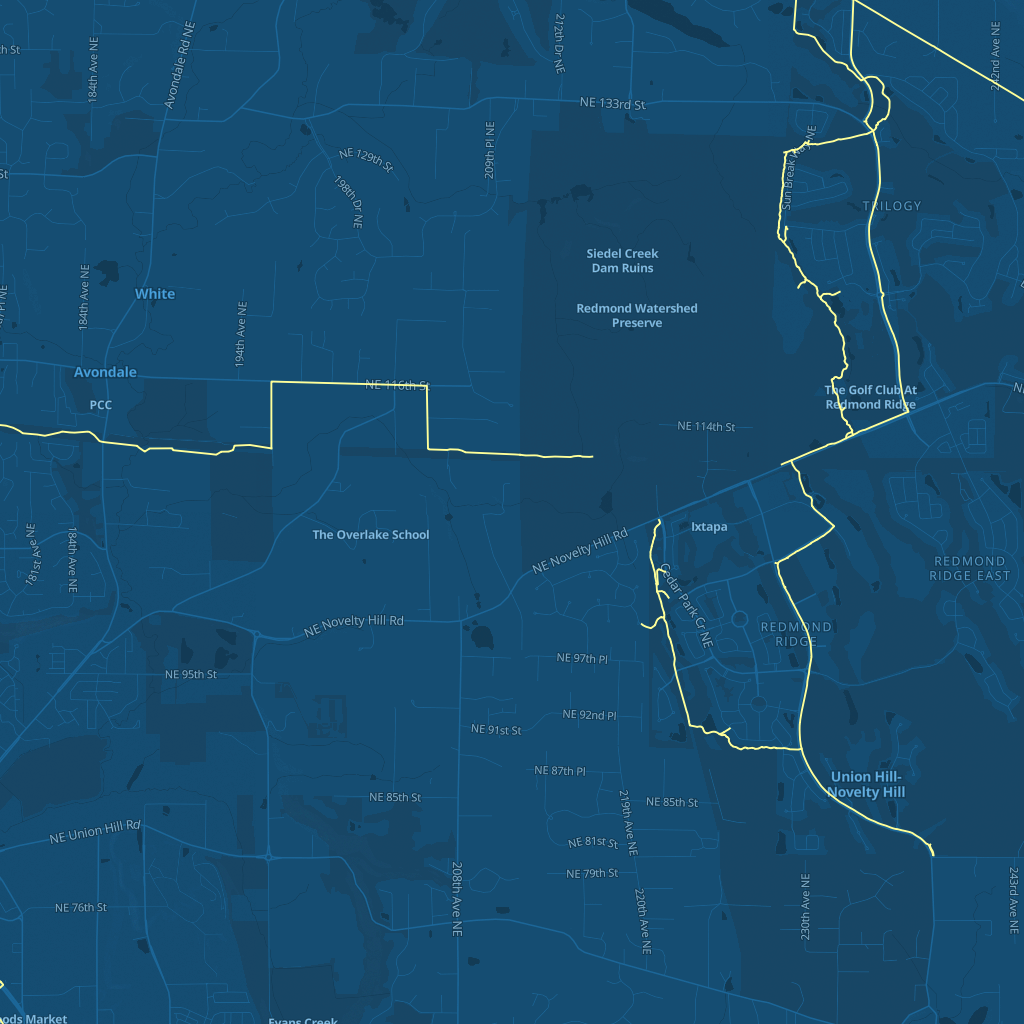 212th Dr NE
Avondale Rd NE
184th Ave NE
242nd Ave NE
NE 133rd St
209th Pl NE
NE 129th St
198th Dr NE
Sun Break Way NE
TRILOGY
Siedel Creek
Dam Ruins
White
184th Ave NE
194th Ave NE
Redmond Watershed
Preserve
Avondale
PCC
NE 116th St
The Golf Club At
Redmond Ridge
NE 114th St
The Overlake School
Ixtapa
NE Novelty Hill Rd
181st Ave NE
184th Ave NE
REDMOND
RIDGE EAST
Cedar Park Cr NE
NE Novelty Hill Rd
REDMOND
RIDGE
NE 97th Pl
NE 95th St
NE 92nd Pl
NE 91st St
NE 87th Pl
Union Hill-
Novelty Hill
NE 85th St
219th Ave NE
NE 85th St
NE Union Hill Rd
NE 81st St
NE 79th St
208th Ave NE
230th Ave NE
243rd Ave NE
220th Ave NE
NE 76th St
ods Market
Evans Creek